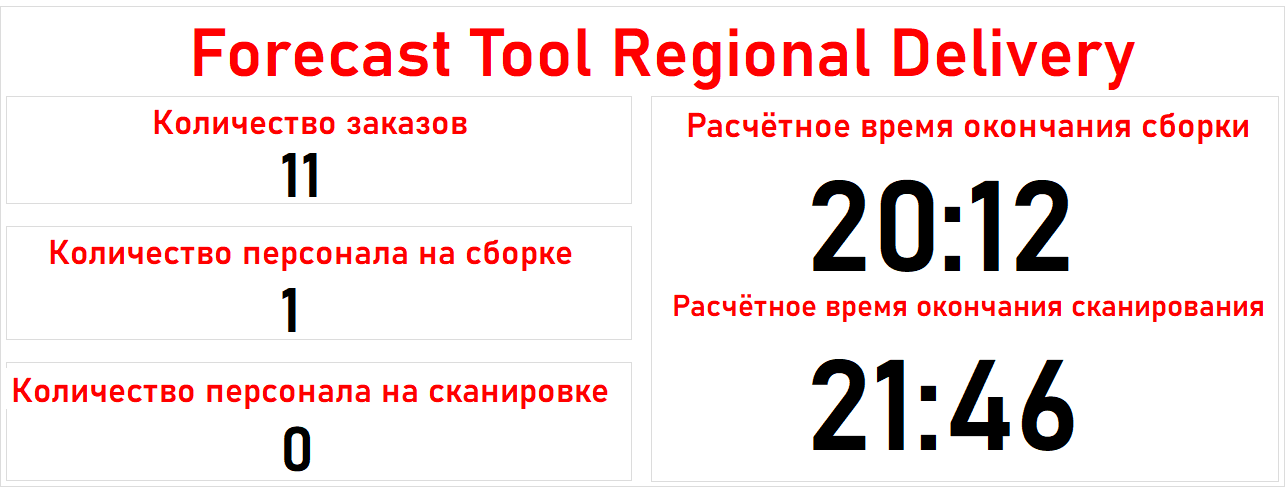 Forecast Tool Regional Delivery
Количество заказов
11
Количество персонала на сборке
1
Количество персонала на сканировке
0
Расчётное время окончания сборки
20:12
Расчётное время окончания сканирования
21:46